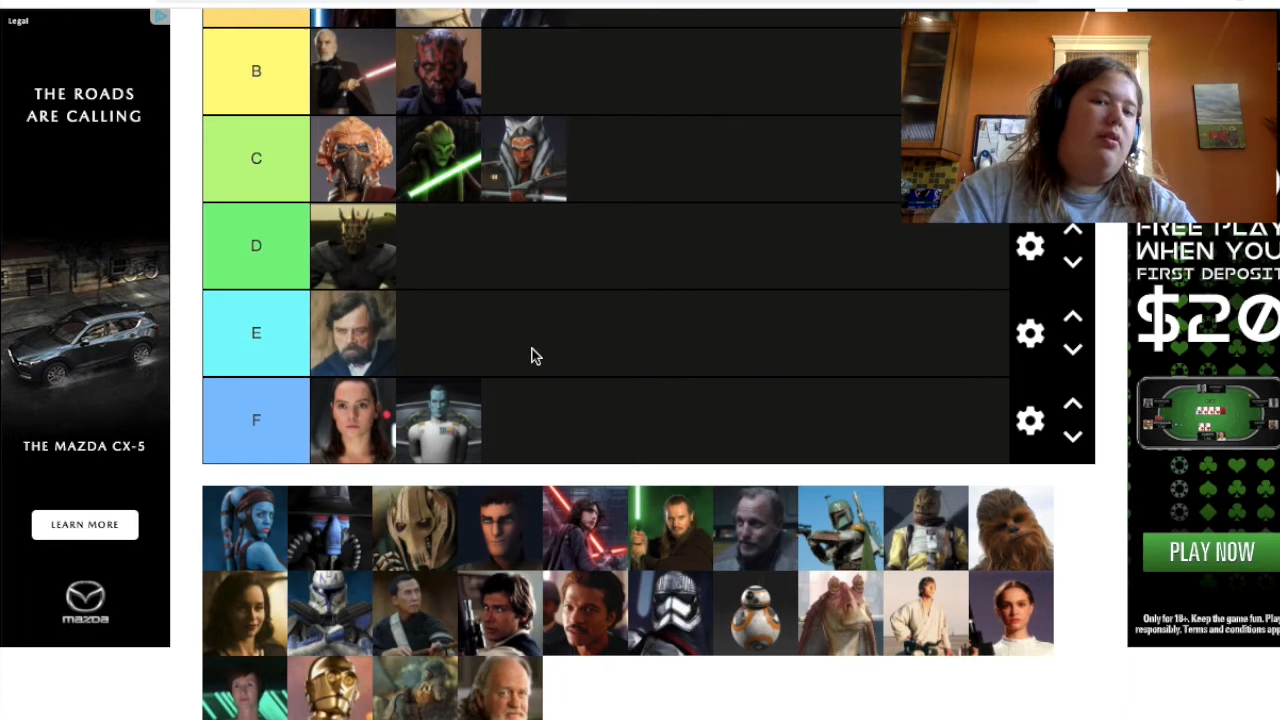 Legal
THE ROADS
ARE CALLING
THE MAZDA CX-5
LEARN MORE
mazda
B
C
D
E
F
FREE PLAY
WHEN YOU
FIRST DEPOSIT
$20
PLAY NOW
Only for 18+. Keep the game fun. Play
responsibly. Terms and conditions app